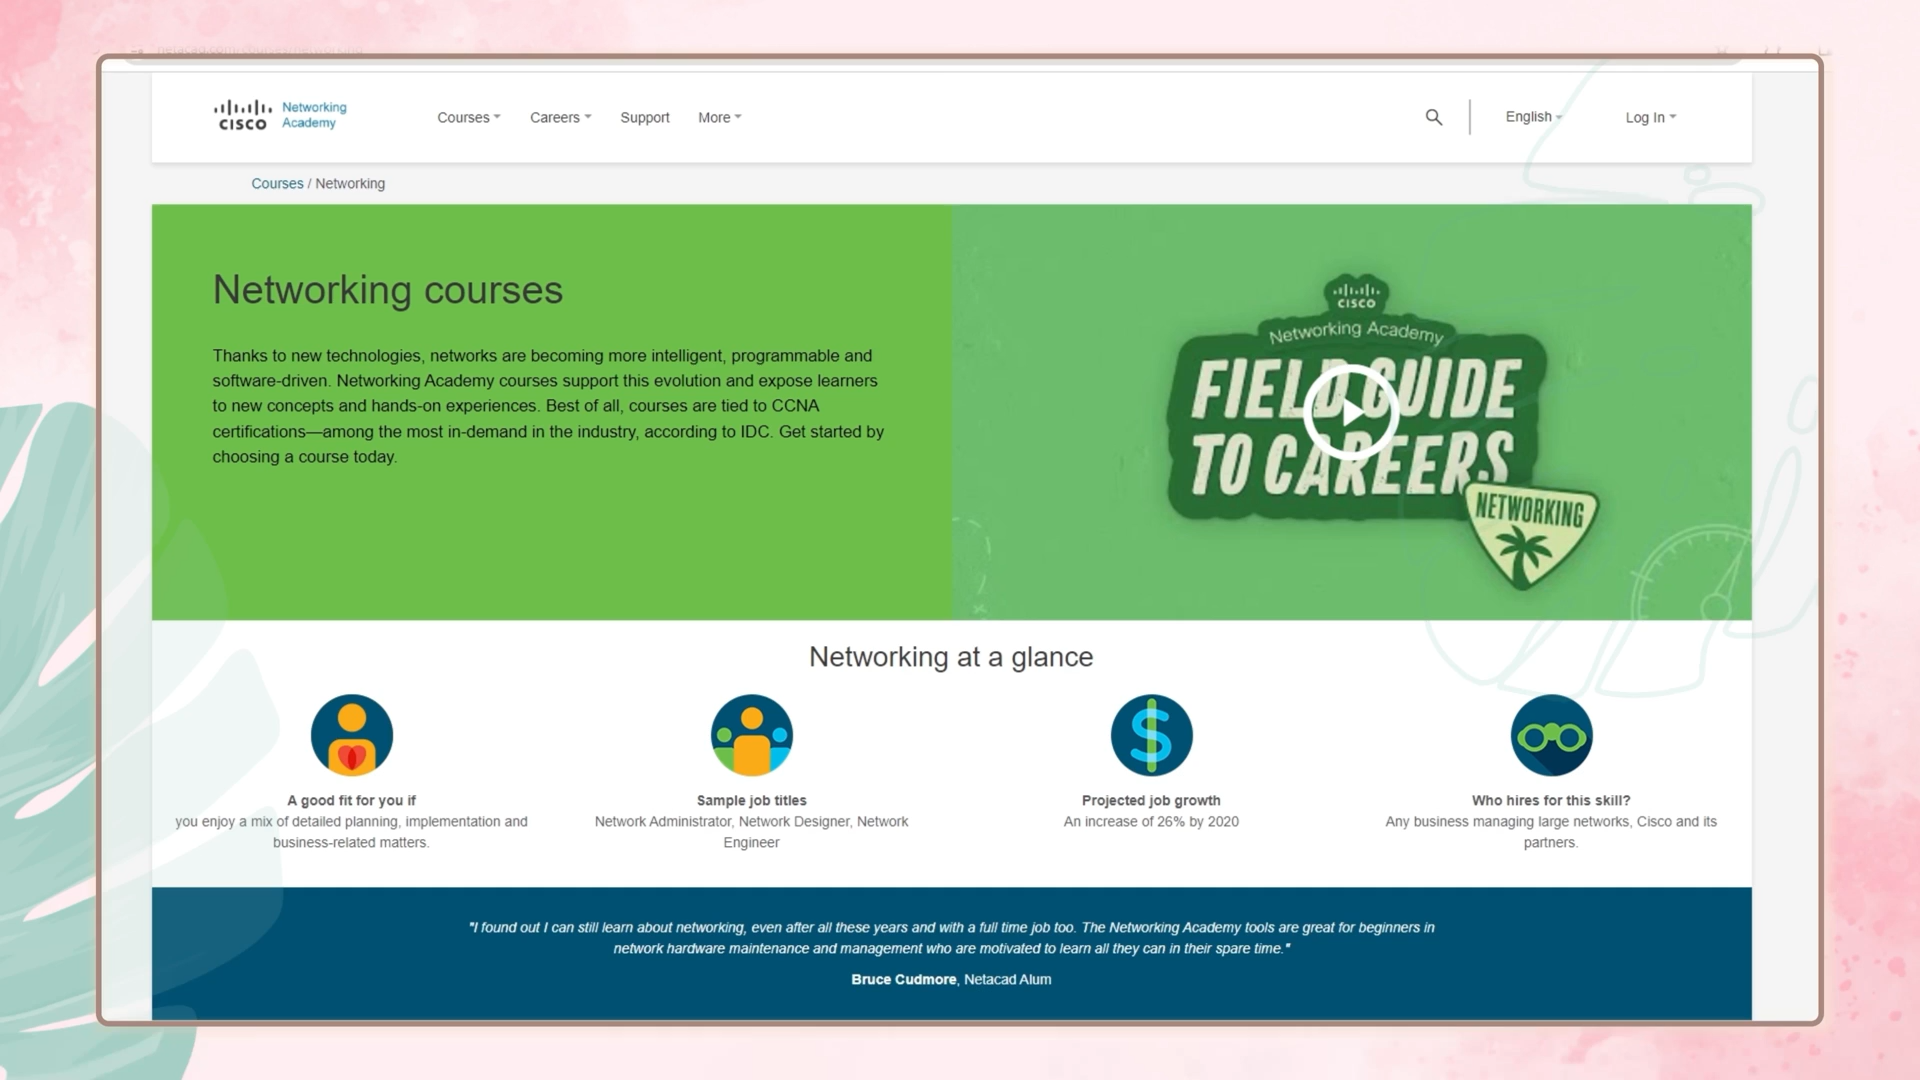 netacad.com/courses/networking
CISCO
Networking
Academy
Courses
Careers
Support
More
English
Log In
Courses / Networking
Networking courses
Thanks to new technologies, networks are becoming more intelligent, programmable and
software-driven. Networking Academy courses support this evolution and expose learners
to new concepts and hands-on experiences. Best of all, courses are tied to CCNA
certifications—among the most in-demand in the industry, according to IDC. Get started by
choosing a course today.
CISCO
Networking Academy
FIELD GUIDE
TO CAREERS
NETWORKING
Networking at a glance
A good fit for you if
you enjoy a mix of detailed planning, implementation and
business-related matters.
Sample job titles
Network Administrator, Network Designer, Network
Engineer
Projected job growth
An increase of 26% by 2020
Who hires for this skill?
Any business managing large networks, Cisco and its
partners.
"I found out I can still learn about networking, even after all these years and with a full time job too. The Networking Academy tools are great for beginners in
network hardware maintenance and management who are motivated to learn all they can in their spare time."
Bruce Cudmore, Netacad Alum